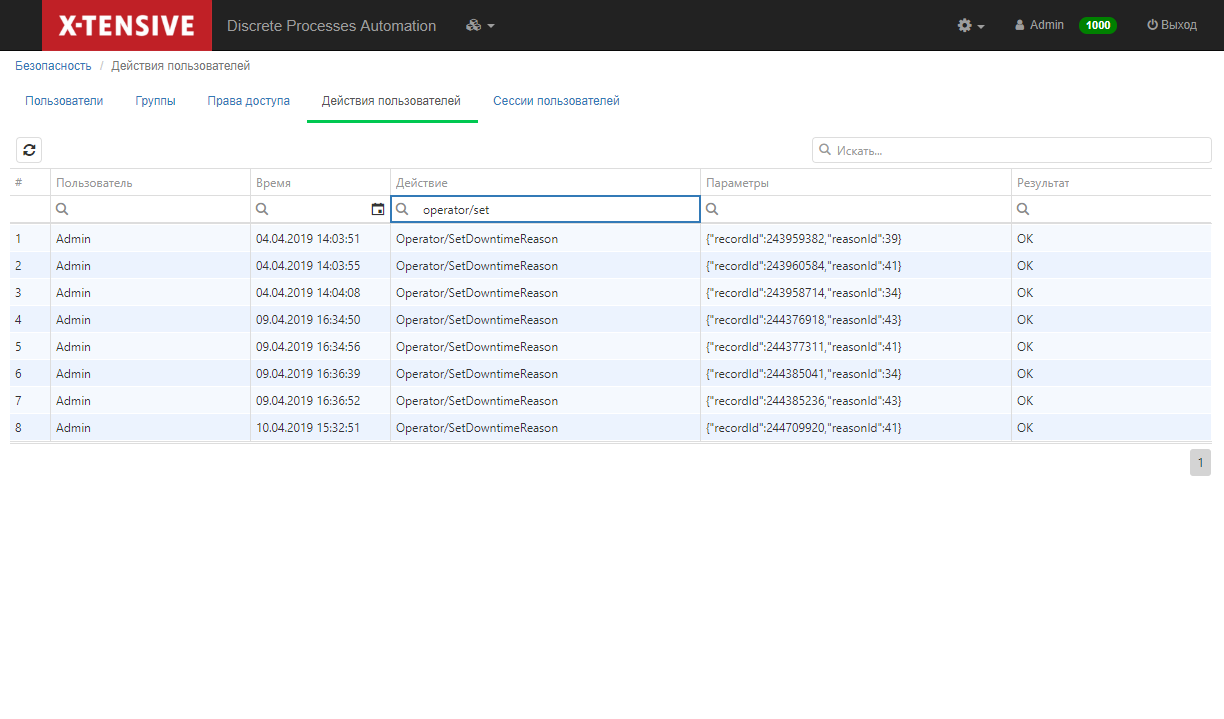 X-TENSIVE Discrete Processes Automation Admin 1000 Выход
Безопасность / Действия пользователей
Пользователи Группы Права доступа Действия пользователей Сессии пользователей
Искать...
# Пользователь Время Действие Параметры Результат
operator/set
1 Admin 04.04.2019 14:03:51 Operator/SetDowntimeReason {"recordId":243959382,"reasonId":39} OK
2 Admin 04.04.2019 14:03:55 Operator/SetDowntimeReason {"recordId":243960584,"reasonId":41} OK
3 Admin 04.04.2019 14:04:08 Operator/SetDowntimeReason {"recordId":243958714,"reasonId":34} OK
4 Admin 09.04.2019 16:34:50 Operator/SetDowntimeReason {"recordId":244376918,"reasonId":43} OK
5 Admin 09.04.2019 16:34:56 Operator/SetDowntimeReason {"recordId":244377311,"reasonId":41} OK
6 Admin 09.04.2019 16:36:39 Operator/SetDowntimeReason {"recordId":244385041,"reasonId":34} OK
7 Admin 09.04.2019 16:36:52 Operator/SetDowntimeReason {"recordId":244385236,"reasonId":43} OK
8 Admin 10.04.2019 15:32:51 Operator/SetDowntimeReason {"recordId":244709920,"reasonId":41} OK
1